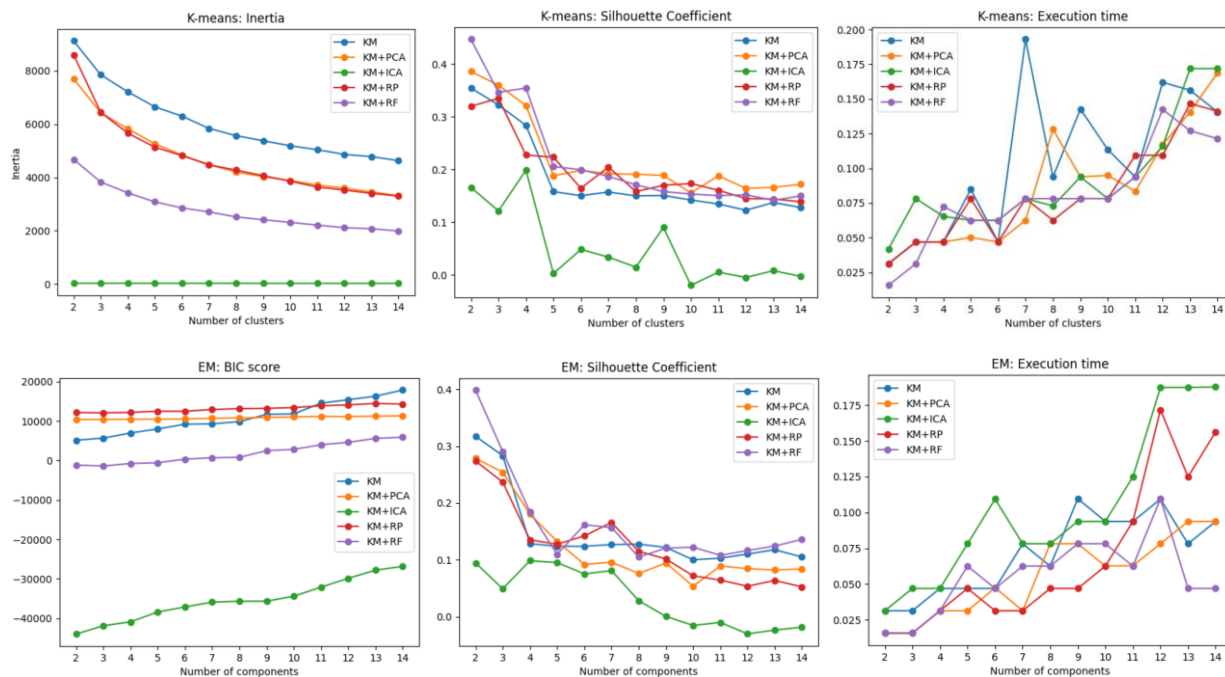 K-means: Inertia
Inertia
8000
6000
4000
2000
0
KM
KM+PCA
KM+ICA
KM+RP
KM+RF
2 3 4 5 6 7 8 9 10 11 12 13 14
Number of clusters
K-means: Silhouette Coefficient
0.4
0.3
0.2
0.1
0.0
KM
KM+PCA
KM+ICA
KM+RP
KM+RF
2 3 4 5 6 7 8 9 10 11 12 13 14
Number of clusters
K-means: Execution time
0.200
0.175
0.150
0.125
0.100
0.075
0.050
0.025
KM
KM+PCA
KM+ICA
KM+RP
KM+RF
2 3 4 5 6 7 8 9 10 11 12 13 14
Number of clusters
EM: BIC score
20000
10000
0
−10000
−20000
−30000
−40000
KM
KM+PCA
KM+ICA
KM+RP
KM+RF
2 3 4 5 6 7 8 9 10 11 12 13 14
Number of components
EM: Silhouette Coefficient
0.4
0.3
0.2
0.1
0.0
KM
KM+PCA
KM+ICA
KM+RP
KM+RF
2 3 4 5 6 7 8 9 10 11 12 13 14
Number of components
EM: Execution time
0.175
0.150
0.125
0.100
0.075
0.050
0.025
KM
KM+PCA
KM+ICA
KM+RP
KM+RF
2 3 4 5 6 7 8 9 10 11 12 13 14
Number of components